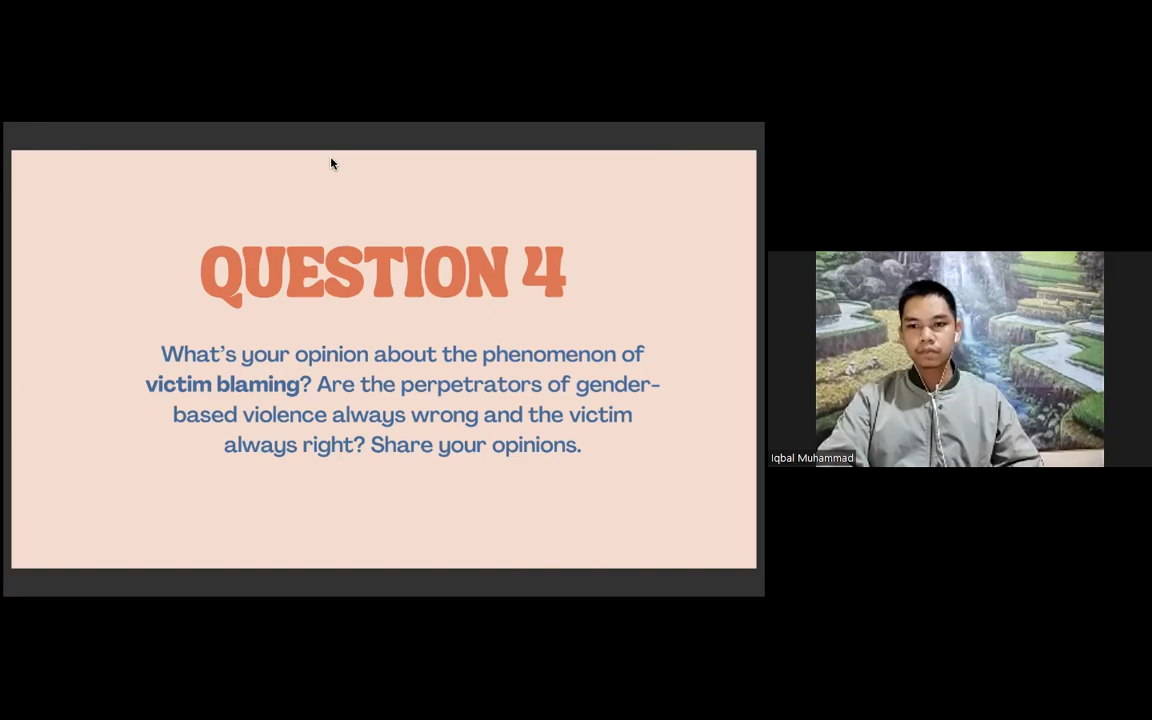 QUESTION 4
What's your opinion about the phenomenon of
victim blaming? Are the perpetrators of gender-
based violence always wrong and the victim
always right? Share your opinions.
Iqbal Muhammad